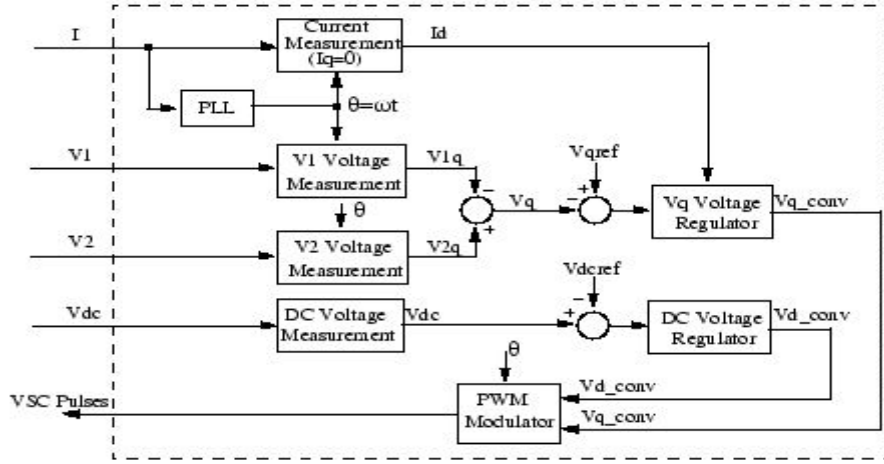 I
Current
Measurement
(Iq=0)
Id
PLL
θ=ωt
V1
V1 Voltage
Measurement
V1q
−
Vqref
+
−
Vq
Vq Voltage
Regulator
Vq_conv
θ
V2
V2 Voltage
Measurement
+
V2q
Vdcref
−
+
Vdc
DC Voltage
Measurement
Vdc
DC Voltage
Regulator
Vd_conv
θ
VSC Pulses
PWM
Modulator
Vd_conv
Vq_conv